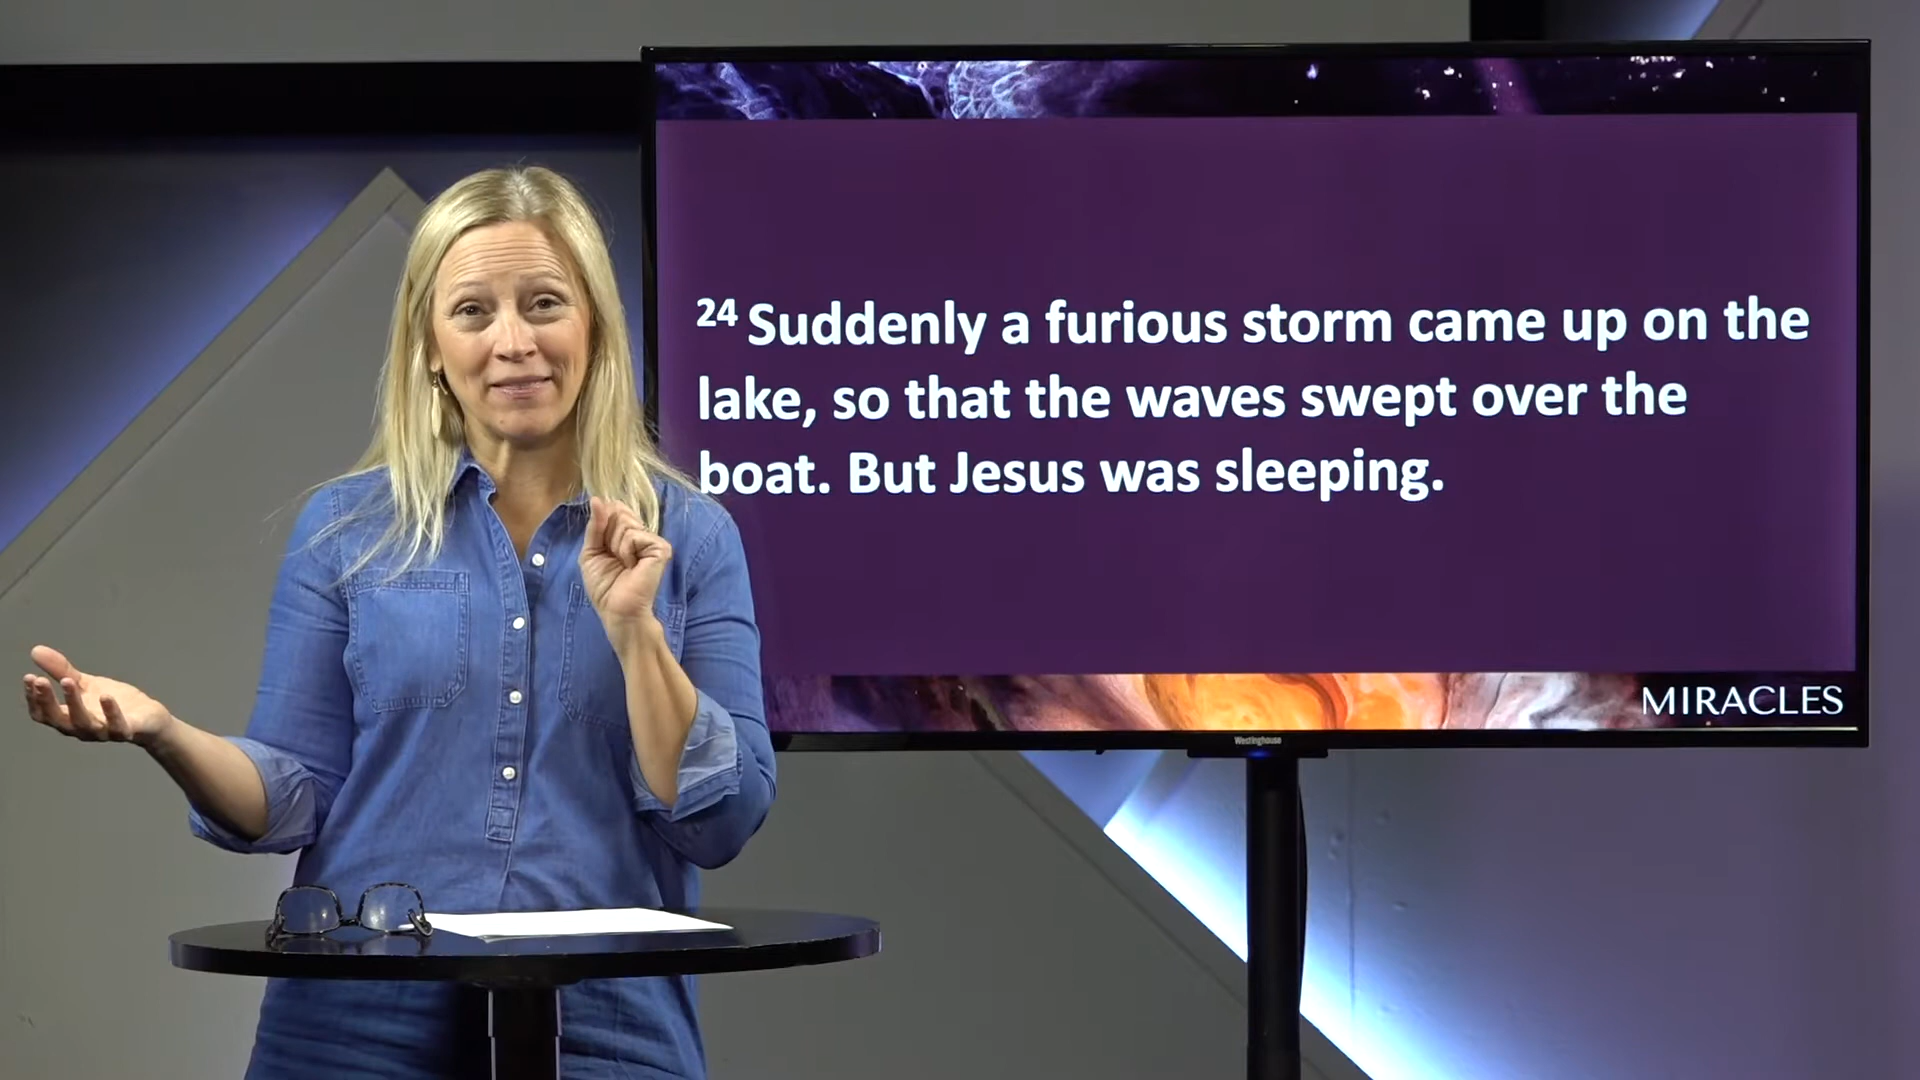 24 Suddenly a furious storm came up on the
lake, so that the waves swept over the
boat. But Jesus was sleeping.
MIRACLES
Westinghouse